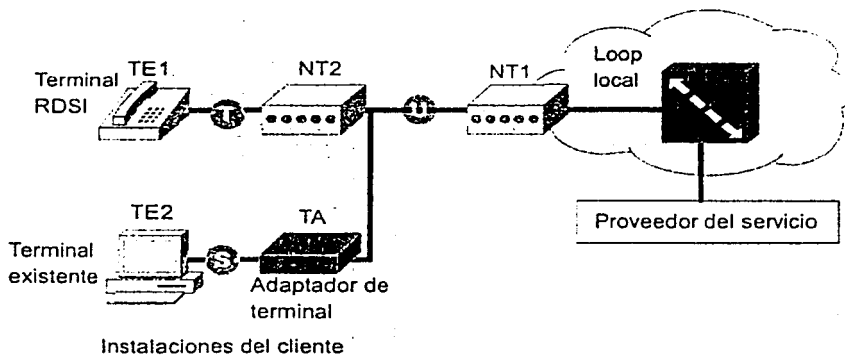 TE1
NT2
NT1
Loop
local
Terminal
RDSI
TE2
TA
Proveedor del servicio
Terminal
existente
S
Adaptador de
terminal
Instalaciones del cliente